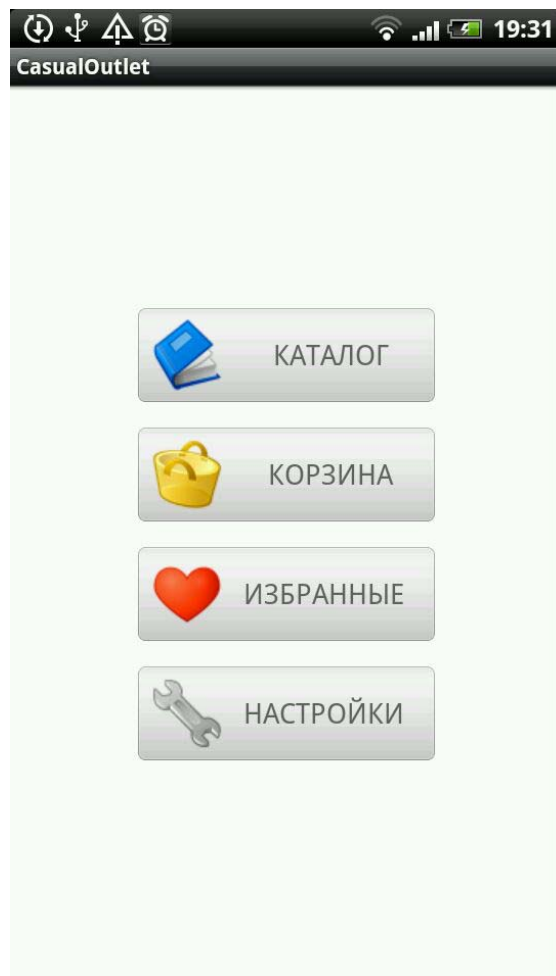 19:31
CasualOutlet
КАТАЛОГ
КОРЗИНА
ИЗБРАННЫЕ
НАСТРОЙКИ